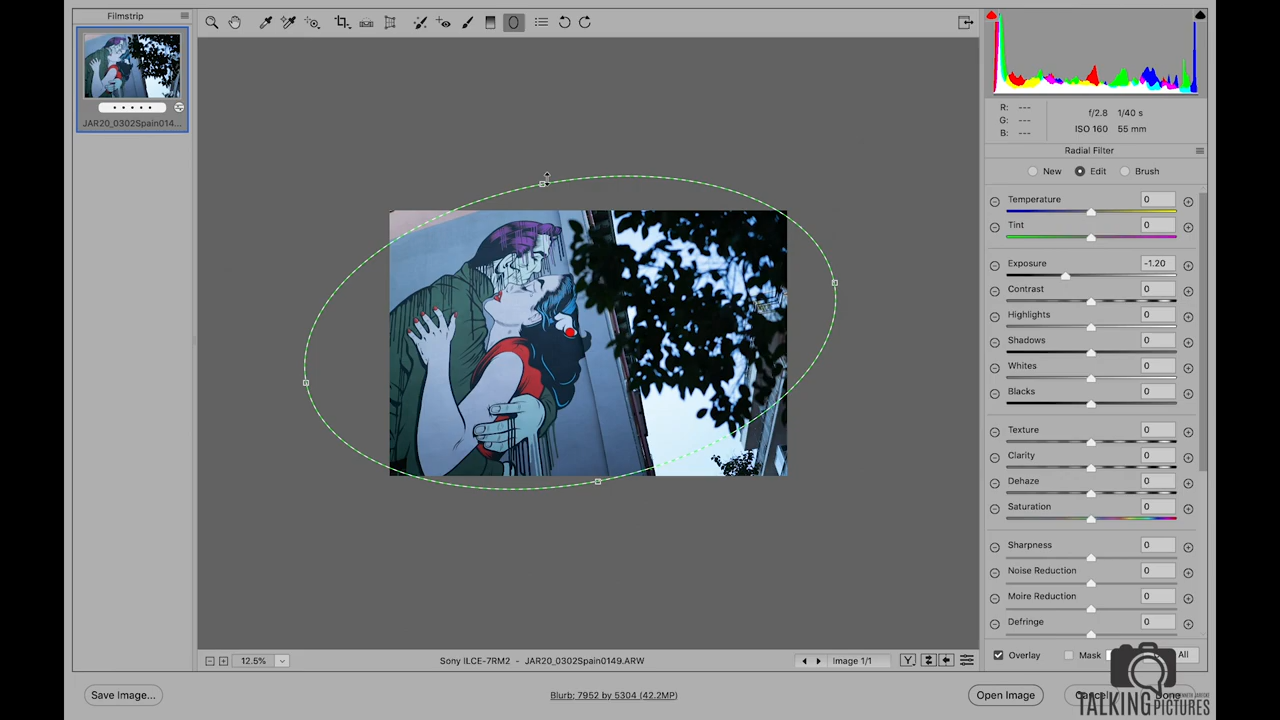 Filmstrip
JAR20_0302Spain014...
R: ---
G: ---
B: ---
f/2.8 1/40 s
ISO 160 55 mm
Radial Filter
New Edit Brush
Temperature 0
Tint 0
Exposure -1.20
Contrast 0
Highlights 0
Shadows 0
Whites 0
Blacks 0
Texture 0
Clarity 0
Dehaze 0
Saturation 0
Sharpness 0
Noise Reduction 0
Moire Reduction 0
Defringe 0
Overlay Mask All
12.5% Sony ILCE-7RM2 - JAR20_0302Spain0149.ARW Image 1/1 Y
Save Image... Blurb; 7952 by 5304 (42.2MP) Open Image Cancel Done
TALKING PICTURES